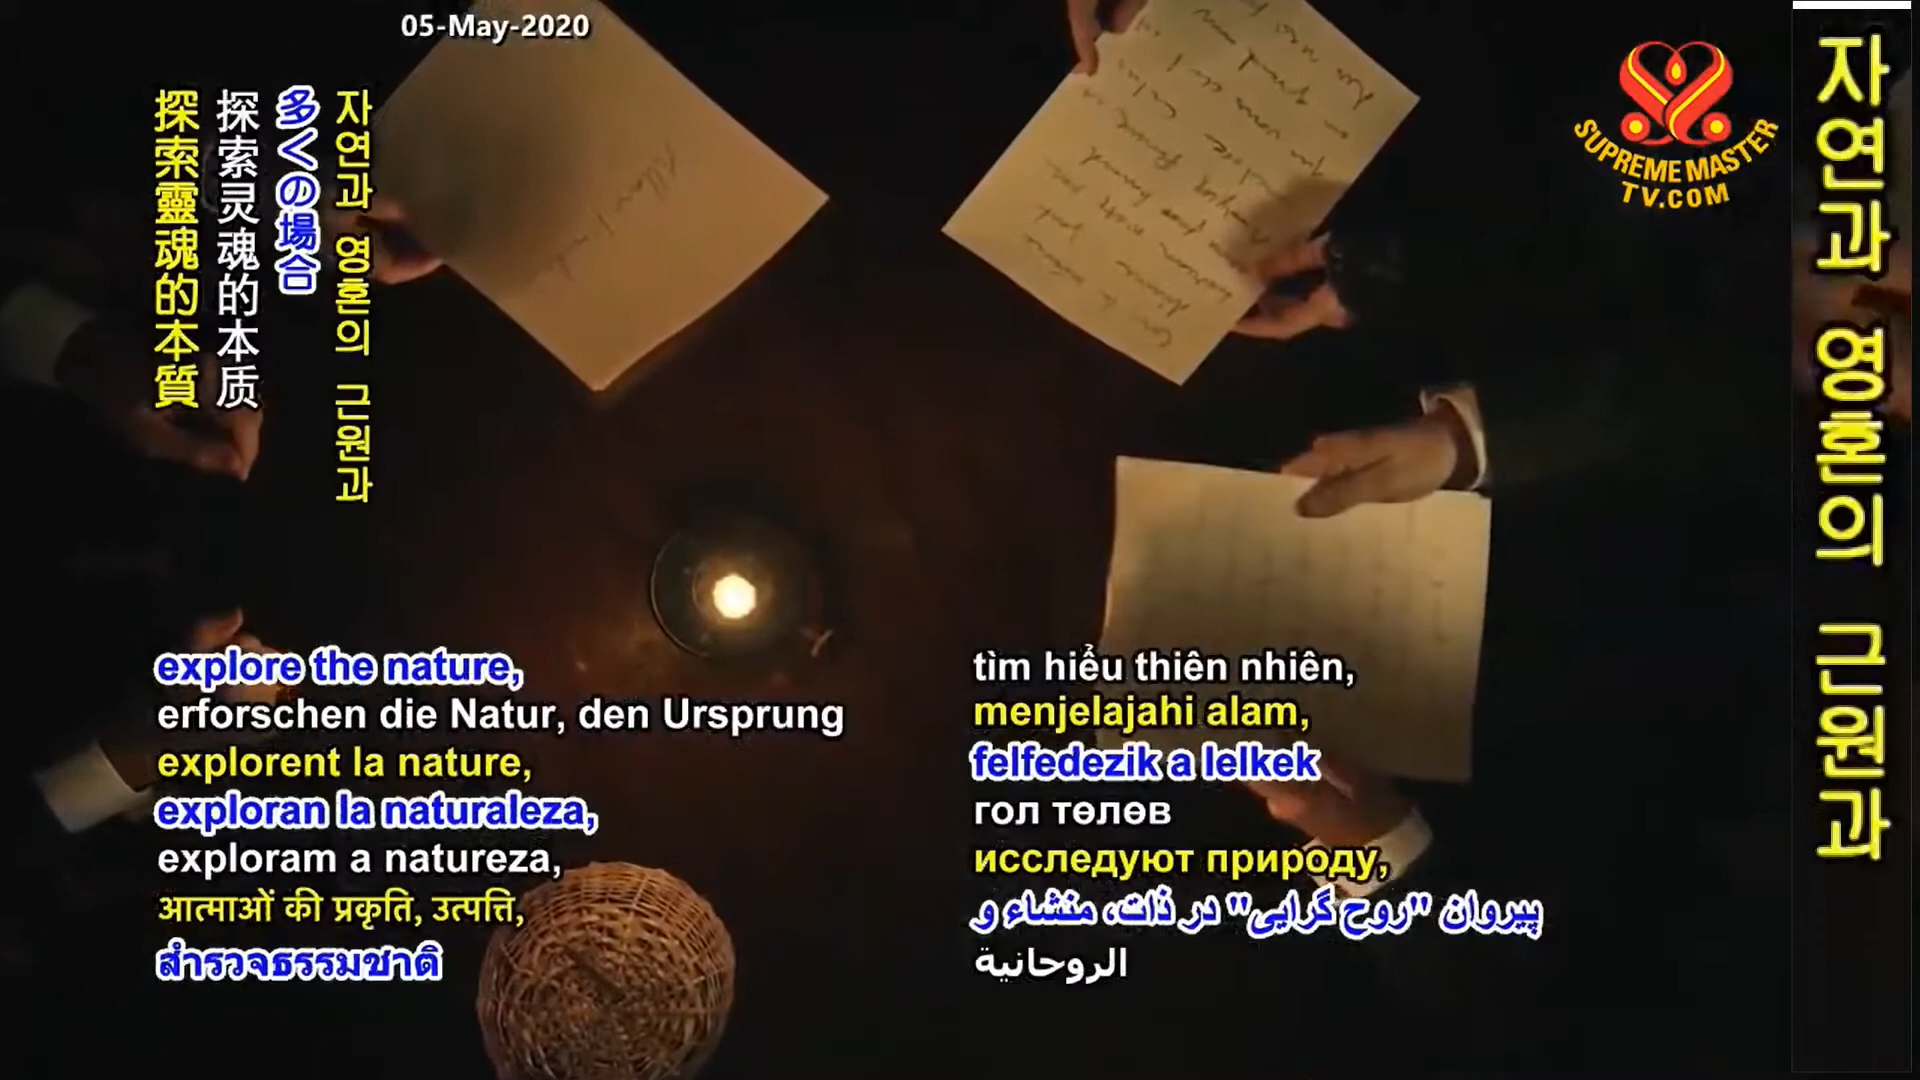 05-May-2020
자연과 영혼의 근원과
多くの場合
探索灵魂的本质
探索靈魂的本質
SUPREME MASTER
TV.COM
자연과 영혼의 근원과
explore the nature,
erforschen die Natur, den Ursprung
explorent la nature,
exploran la naturaleza,
exploram a natureza,
आत्माओं की प्रकृति, उत्पत्ति,
สำรวจธรรมชาติ
tìm hiểu thiên nhiên,
menjelajahi alam,
felfedezik a lelkek
гол төлөв
исследуют природу,
پیروان "روح گرایی" در ذات، منشاء و
الروحانية